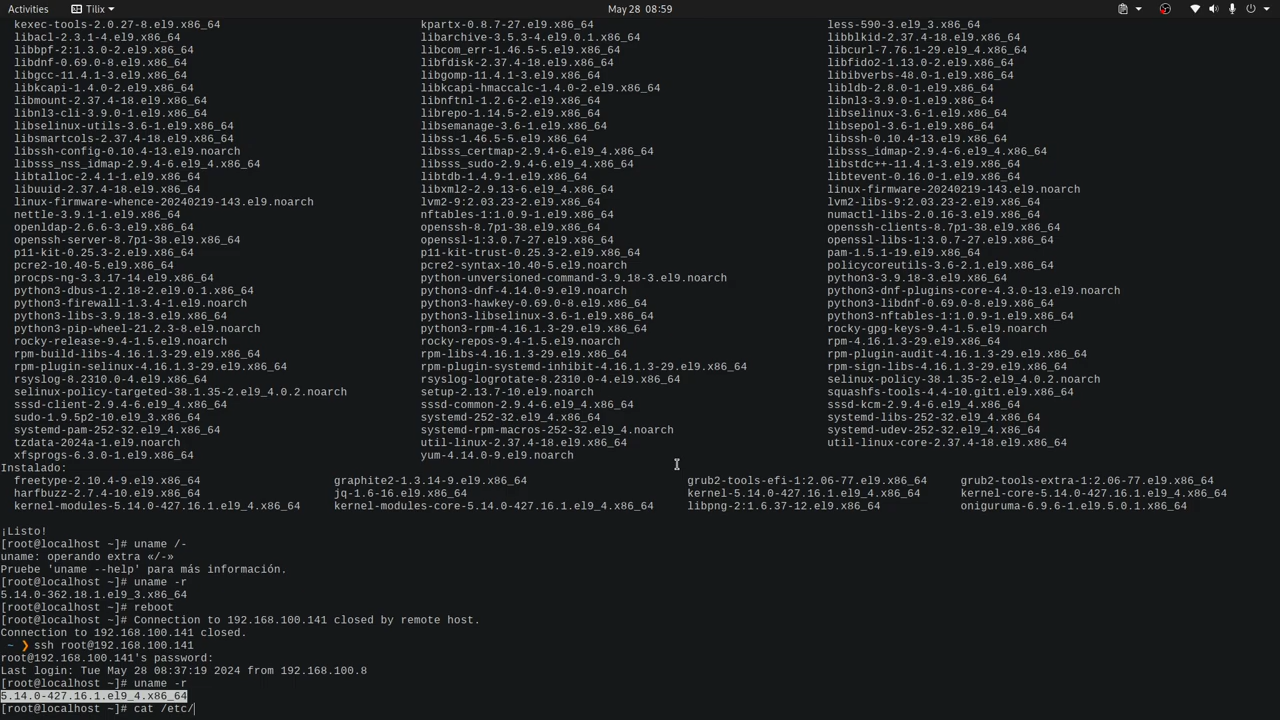 Activities Tilix May 28 08:59
kexec-tools-2.0.27-8.el9.x86_64 kpartx-0.8.7-27.el9.x86_64 less-590-3.el9_3.x86_64
libacl-2.3.1-4.el9.x86_64 libarchive-3.5.3-4.el9.0.1.x86_64 libblkid-2.37.4-18.el9.x86_64
libbpf-2:1.3.0-2.el9.x86_64 libcom_err-1.46.5-5.el9.x86_64 libcurl-7.76.1-29.el9_4.x86_64
libdnf-0.69.0-8.el9.x86_64 libfdisk-2.37.4-18.el9.x86_64 libfido2-1.13.0-2.el9.x86_64
libgcc-11.4.1-3.el9.x86_64 libgomp-11.4.1-3.el9.x86_64 libibverbs-48.0-1.el9.x86_64
libkcapi-1.4.0-2.el9.x86_64 libkcapi-hmaccalc-1.4.0-2.el9.x86_64 libldb-2.8.0-1.el9.x86_64
libmount-2.37.4-18.el9.x86_64 libnftnl-1.2.6-2.el9.x86_64 libnl3-3.9.0-1.el9.x86_64
libnl3-cli-3.9.0-1.el9.x86_64 librepo-1.14.5-2.el9.x86_64 libselinux-3.6-1.el9.x86_64
libselinux-utils-3.6-1.el9.x86_64 libsemanage-3.6-1.el9.x86_64 libsepol-3.6-1.el9.x86_64
libsmartcols-2.37.4-18.el9.x86_64 libss-1.46.5-5.el9.x86_64 libssh-0.10.4-13.el9.x86_64
libssh-config-0.10.4-13.el9.noarch libsss_certmap-2.9.4-6.el9_4.x86_64 libsss_idmap-2.9.4-6.el9_4.x86_64
libsss_nss_idmap-2.9.4-6.el9_4.x86_64 libsss_sudo-2.9.4-6.el9_4.x86_64 libstdc++-11.4.1-3.el9.x86_64
libtalloc-2.4.1-1.el9.x86_64 libtdb-1.4.9-1.el9.x86_64 libtevent-0.16.0-1.el9.x86_64
libuuid-2.37.4-18.el9.x86_64 libxml2-2.9.13-6.el9_4.x86_64 linux-firmware-20240219-143.el9.noarch
linux-firmware-whence-20240219-143.el9.noarch lvm2-9:2.03.23-2.el9.x86_64 lvm2-libs-9:2.03.23-2.el9.x86_64
nettle-3.9.1-1.el9.x86_64 nftables-1:1.0.9-1.el9.x86_64 numactl-libs-2.0.16-3.el9.x86_64
openldap-2.6.6-3.el9.x86_64 openssh-8.7p1-38.el9.x86_64 openssh-clients-8.7p1-38.el9.x86_64
openssh-server-8.7p1-38.el9.x86_64 openssl-1:3.0.7-27.el9.x86_64 openssl-libs-1:3.0.7-27.el9.x86_64
p11-kit-0.25.3-2.el9.x86_64 p11-kit-trust-0.25.3-2.el9.x86_64 pam-1.5.1-19.el9.x86_64
pcre2-10.40-5.el9.x86_64 pcre2-syntax-10.40-5.el9.noarch policycoreutils-3.6-2.1.el9.x86_64
procps-ng-3.3.17-14.el9.x86_64 python-unversioned-command-3.9.18-3.el9.noarch python3-3.9.18-3.el9.x86_64
python3-dbus-1.2.18-2.el9.0.1.x86_64 python3-dnf-4.14.0-9.el9.noarch python3-dnf-plugins-core-4.3.0-13.el9.noarch
python3-firewall-1.3.4-1.el9.noarch python3-hawkey-0.69.0-8.el9.x86_64 python3-libdnf-0.69.0-8.el9.x86_64
python3-libs-3.9.18-3.el9.x86_64 python3-libselinux-3.6-1.el9.x86_64 python3-nftables-1:1.0.9-1.el9.x86_64
python3-pip-wheel-21.2.3-8.el9.noarch python3-rpm-4.16.1.3-29.el9.x86_64 rocky-gpg-keys-9.4-1.5.el9.noarch
rocky-release-9.4-1.5.el9.noarch rocky-repos-9.4-1.5.el9.noarch rpm-4.16.1.3-29.el9.x86_64
rpm-build-libs-4.16.1.3-29.el9.x86_64 rpm-libs-4.16.1.3-29.el9.x86_64 rpm-plugin-audit-4.16.1.3-29.el9.x86_64
rpm-plugin-selinux-4.16.1.3-29.el9.x86_64 rpm-plugin-systemd-inhibit-4.16.1.3-29.el9.x86_64 rpm-sign-libs-4.16.1.3-29.el9.x86_64
rsyslog-8.2310.0-4.el9.x86_64 rsyslog-logrotate-8.2310.0-4.el9.x86_64 selinux-policy-38.1.35-2.el9_4.0.2.noarch
selinux-policy-targeted-38.1.35-2.el9_4.0.2.noarch setup-2.13.7-10.el9.noarch squashfs-tools-4.4-10.git1.el9.x86_64
sssd-client-2.9.4-6.el9_4.x86_64 sssd-common-2.9.4-6.el9_4.x86_64 sssd-kcm-2.9.4-6.el9_4.x86_64
sudo-1.9.5p2-10.el9_3.x86_64 systemd-252-32.el9_4.x86_64 systemd-libs-252-32.el9_4.x86_64
systemd-pam-252-32.el9_4.x86_64 systemd-rpm-macros-252-32.el9_4.noarch systemd-udev-252-32.el9_4.x86_64
tzdata-2024a-1.el9.noarch util-linux-2.37.4-18.el9.x86_64 util-linux-core-2.37.4-18.el9.x86_64
xfsprogs-6.3.0-1.el9.x86_64 yum-4.14.0-9.el9.noarch
Instalado:
freetype-2.10.4-9.el9.x86_64 graphite2-1.3.14-9.el9.x86_64 grub2-tools-efi-1:2.06-77.el9.x86_64 grub2-tools-extra-1:2.06-77.el9.x86_64
harfbuzz-2.7.4-10.el9.x86_64 jq-1.6-16.el9.x86_64 kernel-5.14.0-427.16.1.el9_4.x86_64 kernel-core-5.14.0-427.16.1.el9_4.x86_64
kernel-modules-5.14.0-427.16.1.el9_4.x86_64 kernel-modules-core-5.14.0-427.16.1.el9_4.x86_64 libpng-2:1.6.37-12.el9.x86_64 oniguruma-6.9.6-1.el9.5.0.1.x86_64
¡Listo!
[root@localhost ~]# uname /-
uname: operando extra «/-»
Pruebe 'uname --help' para más información.
[root@localhost ~]# uname -r
5.14.0-362.18.1.el9_3.x86_64
[root@localhost ~]# reboot
[root@localhost ~]# Connection to 192.168.100.141 closed by remote host.
Connection to 192.168.100.141 closed.
~ ❯ ssh root@192.168.100.141
root@192.168.100.141's password:
Last login: Tue May 28 08:37:19 2024 from 192.168.100.8
[root@localhost ~]# uname -r
5.14.0-427.16.1.el9_4.x86_64
[root@localhost ~]# cat /etc/